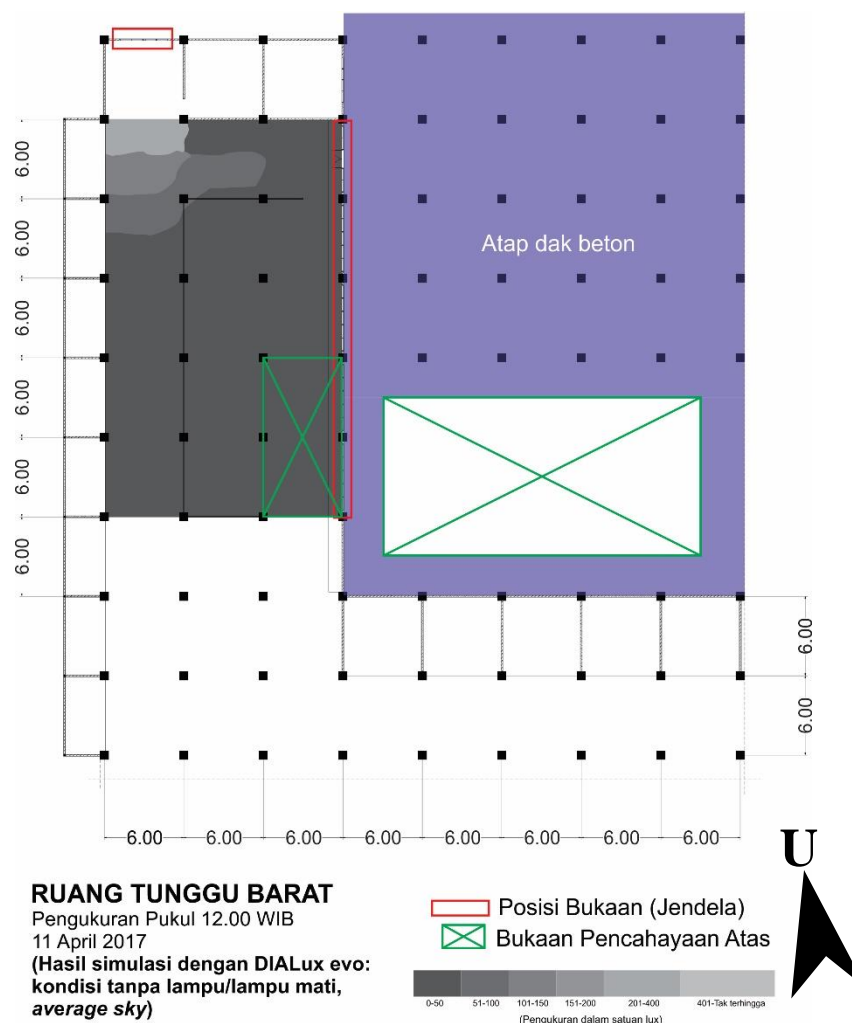 Atap dak beton
6.00
6.00
6.00
6.00
6.00
6.00
6.00
6.00
6.00 6.00 6.00 6.00 6.00 6.00 6.00 6.00
U
RUANG TUNGGU BARAT
Pengukuran Pukul 12.00 WIB
11 April 2017
(Hasil simulasi dengan DIALux evo:
kondisi tanpa lampu/lampu mati,
average sky)
Posisi Bukaan (Jendela)
Bukaan Pencahayaan Atas
0-50 51-100 101-150 151-200 201-400 401-Tak terhingga
(Pengukuran dalam satuan lux)